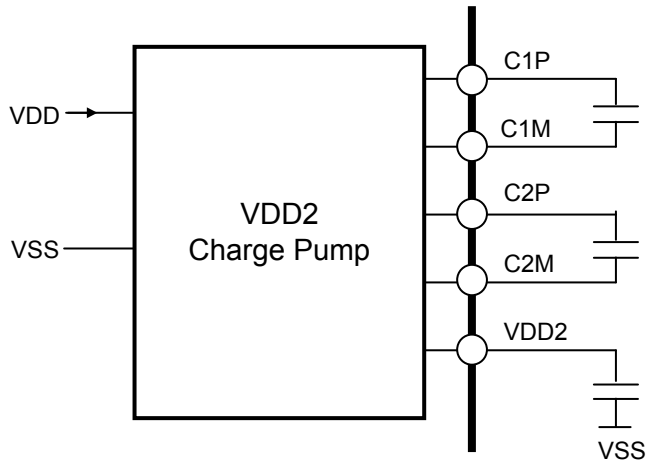 C1P
VDD
C1M
VDD2
Charge Pump
C2P
VSS
C2M
VDD2
VSS